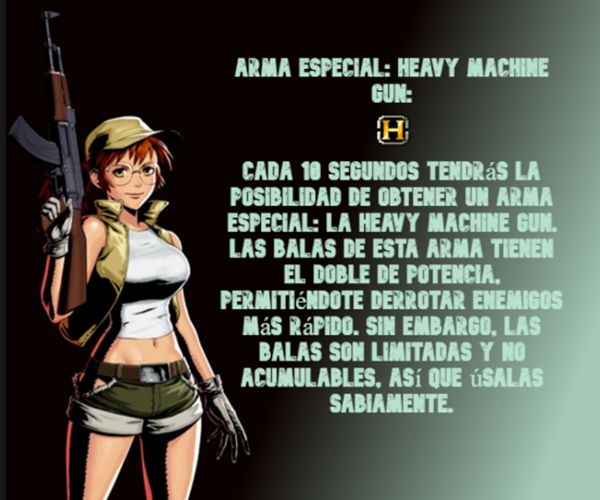 ARMA ESPECIAL: HEAVY MACHINE
GUN:
H
CADA 10 SEGUNDOS TENDRáS LA
POSIBILIDAD DE OBTENER UN ARMA
ESPECIAL: LA HEAVY MACHINE GUN.
LAS BALAS DE ESTA ARMA TIENEN
EL DOBLE DE POTENCIA,
PERMITIéNDOTE DERROTAR ENEMIGOS
MáS RáPIDO. SIN EMBARGO, LAS
BALAS SON LIMITADAS Y NO
ACUMULABLES, ASí QUE úSALAS
SABIAMENTE.